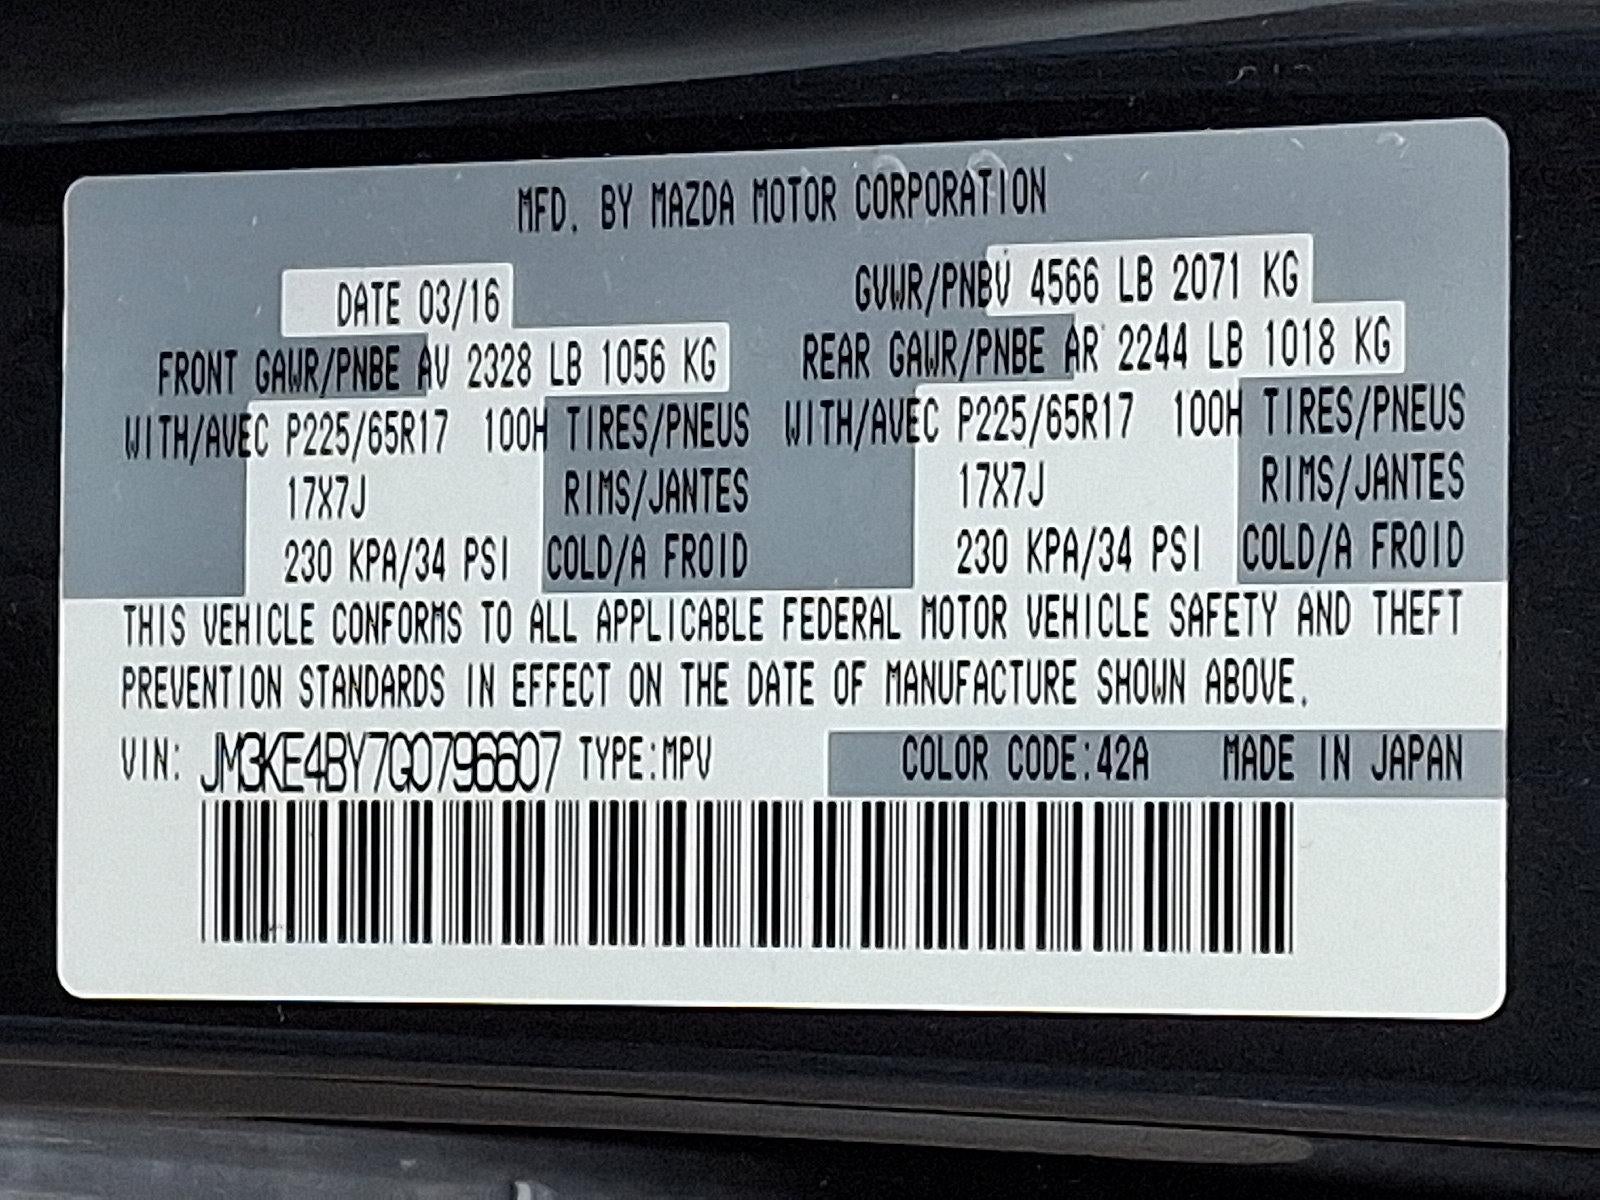 MFD. BY MAZDA MOTOR CORPORATION
DATE 03/16 GVWR/PNBV 4566 LB 2071 KG
FRONT GAWR/PNBE AV 2328 LB 1056 KG REAR GAWR/PNBE AR 2244 LB 1018 KG
WITH/AVEC P225/65R17 100H TIRES/PNEUS WITH/AVEC P225/65R17 100H TIRES/PNEUS
17X7J RIMS/JANTES 17X7J RIMS/JANTES
230 KPA/34 PSI COLD/A FROID 230 KPA/34 PSI COLD/A FROID
THIS VEHICLE CONFORMS TO ALL APPLICABLE FEDERAL MOTOR VEHICLE SAFETY AND THEFT
PREVENTION STANDARDS IN EFFECT ON THE DATE OF MANUFACTURE SHOWN ABOVE.
VIN: JM3KE4BY7G0796607 TYPE:MPV COLOR CODE:42A MADE IN JAPAN